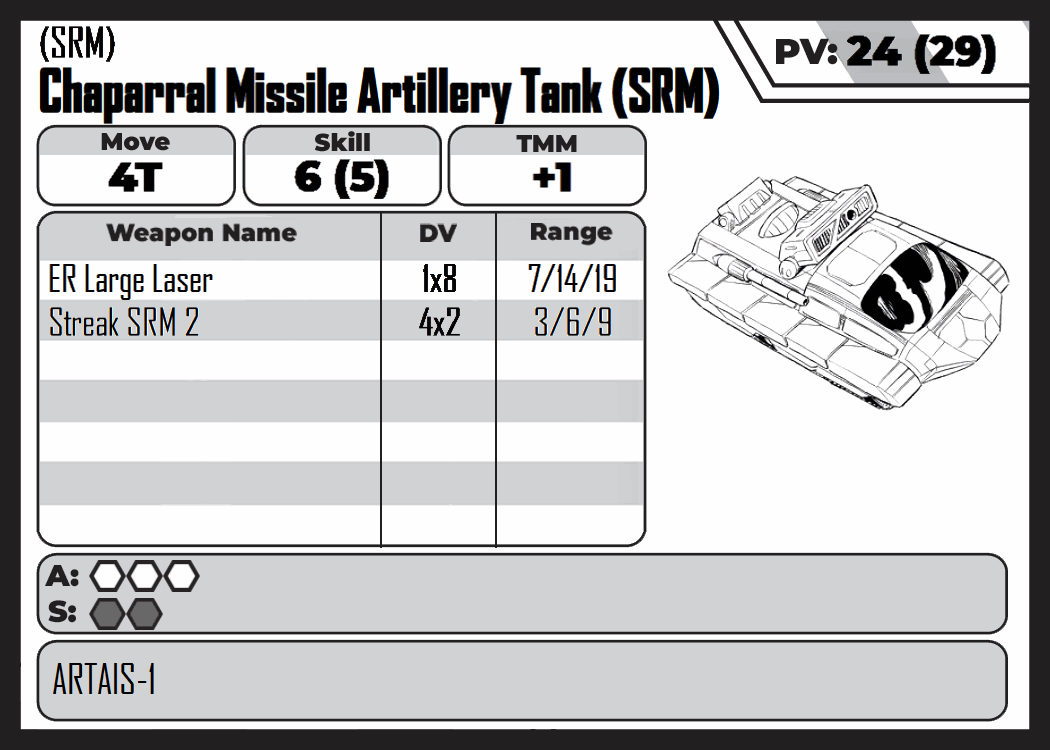 (SRM)
Chaparral Missile Artillery Tank (SRM)
PV: 24 (29)
Move Skill TMM
4T 6 (5) +1
Weapon Name DV Range
ER Large Laser 1x8 7/14/19
Streak SRM 2 4x2 3/6/9
A:
S:
ARTAIS-1